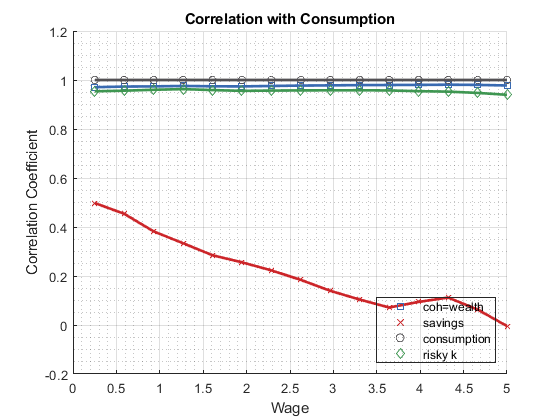 Correlation with Consumption
1.2
1
0.8
0.6
0.4
0.2
0
-0.2
Correlation Coefficient
0 0.5 1 1.5 2 2.5 3 3.5 4 4.5 5
Wage
coh=wealth
savings
consumption
risky k